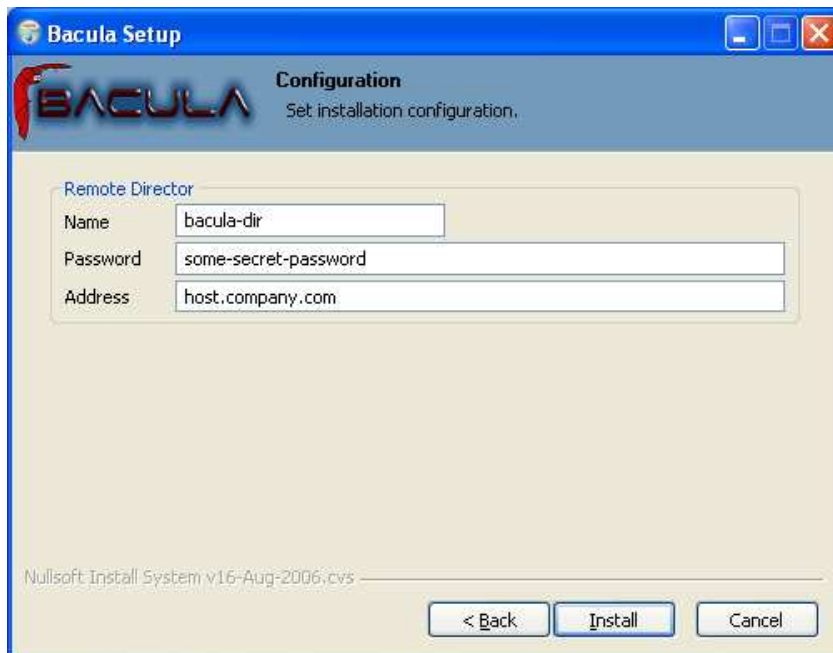 Bacula Setup
BACULA
Configuration
Set installation configuration.
Remote Director
Name bacula-dir
Password some-secret-password
Address host.company.com
Nullsoft Install System v16-Aug-2006.cvs
< Back Install Cancel